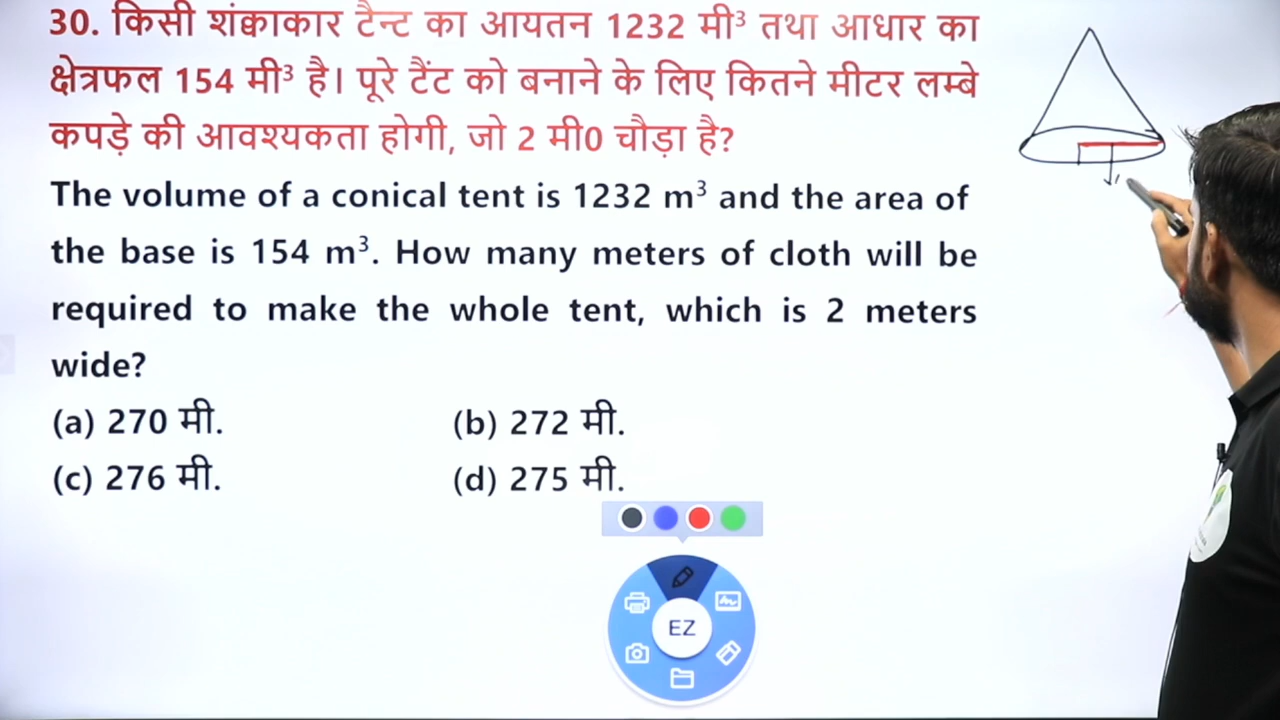 30. किसी शंक्वाकार टैन्ट का आयतन 1232 मी³ तथा आधार का
क्षेत्रफल 154 मी³ है। पूरे टैंट को बनाने के लिए कितने मीटर लम्बे
कपड़े की आवश्यकता होगी, जो 2 मी0 चौड़ा है?
The volume of a conical tent is 1232 m³ and the area of
the base is 154 m³. How many meters of cloth will be
required to make the whole tent, which is 2 meters
wide?
(a) 270 मी. (b) 272 मी.
(c) 276 मी. (d) 275 मी.
EZ